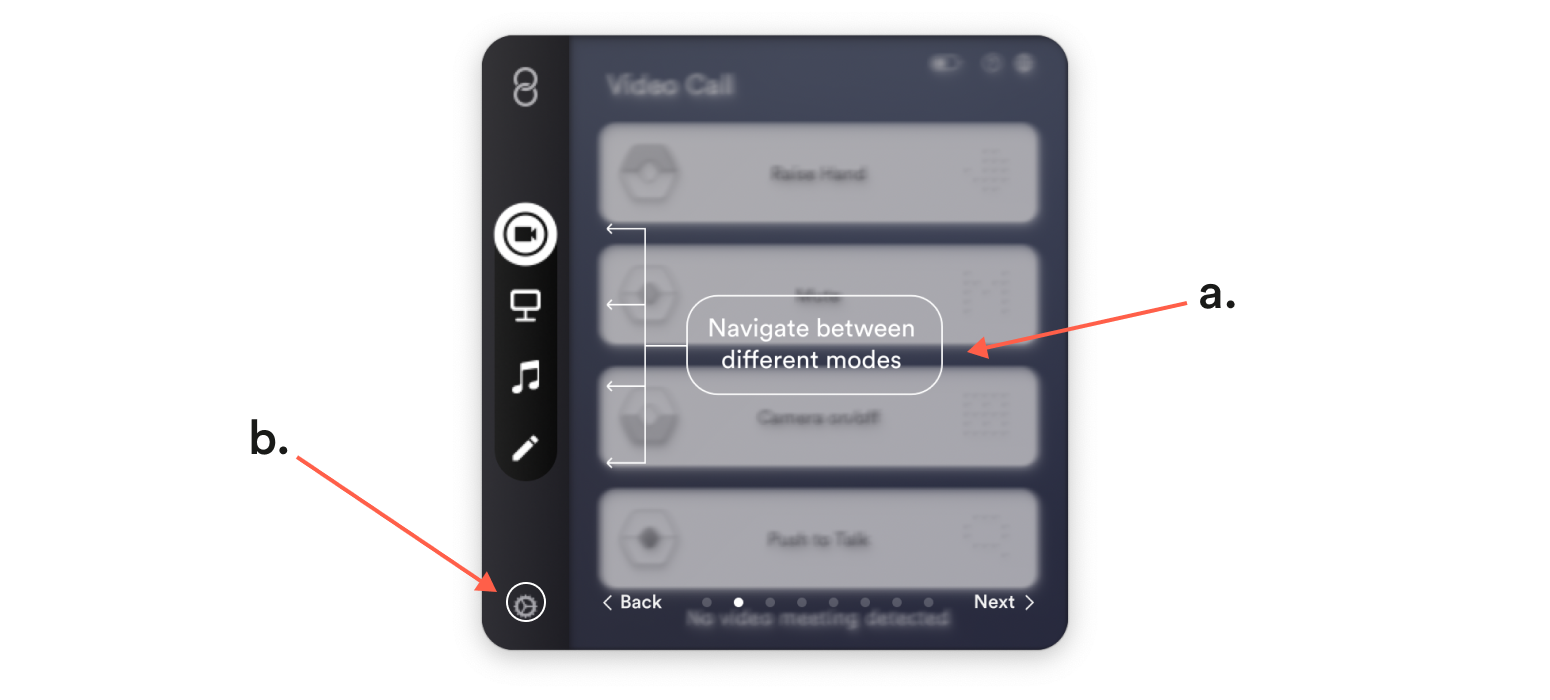 Video Call
Raise Hand
a.
Mute
Navigate between
different modes
Camera on/off
b.
Push to Talk
Back
Next
No video meeting detected